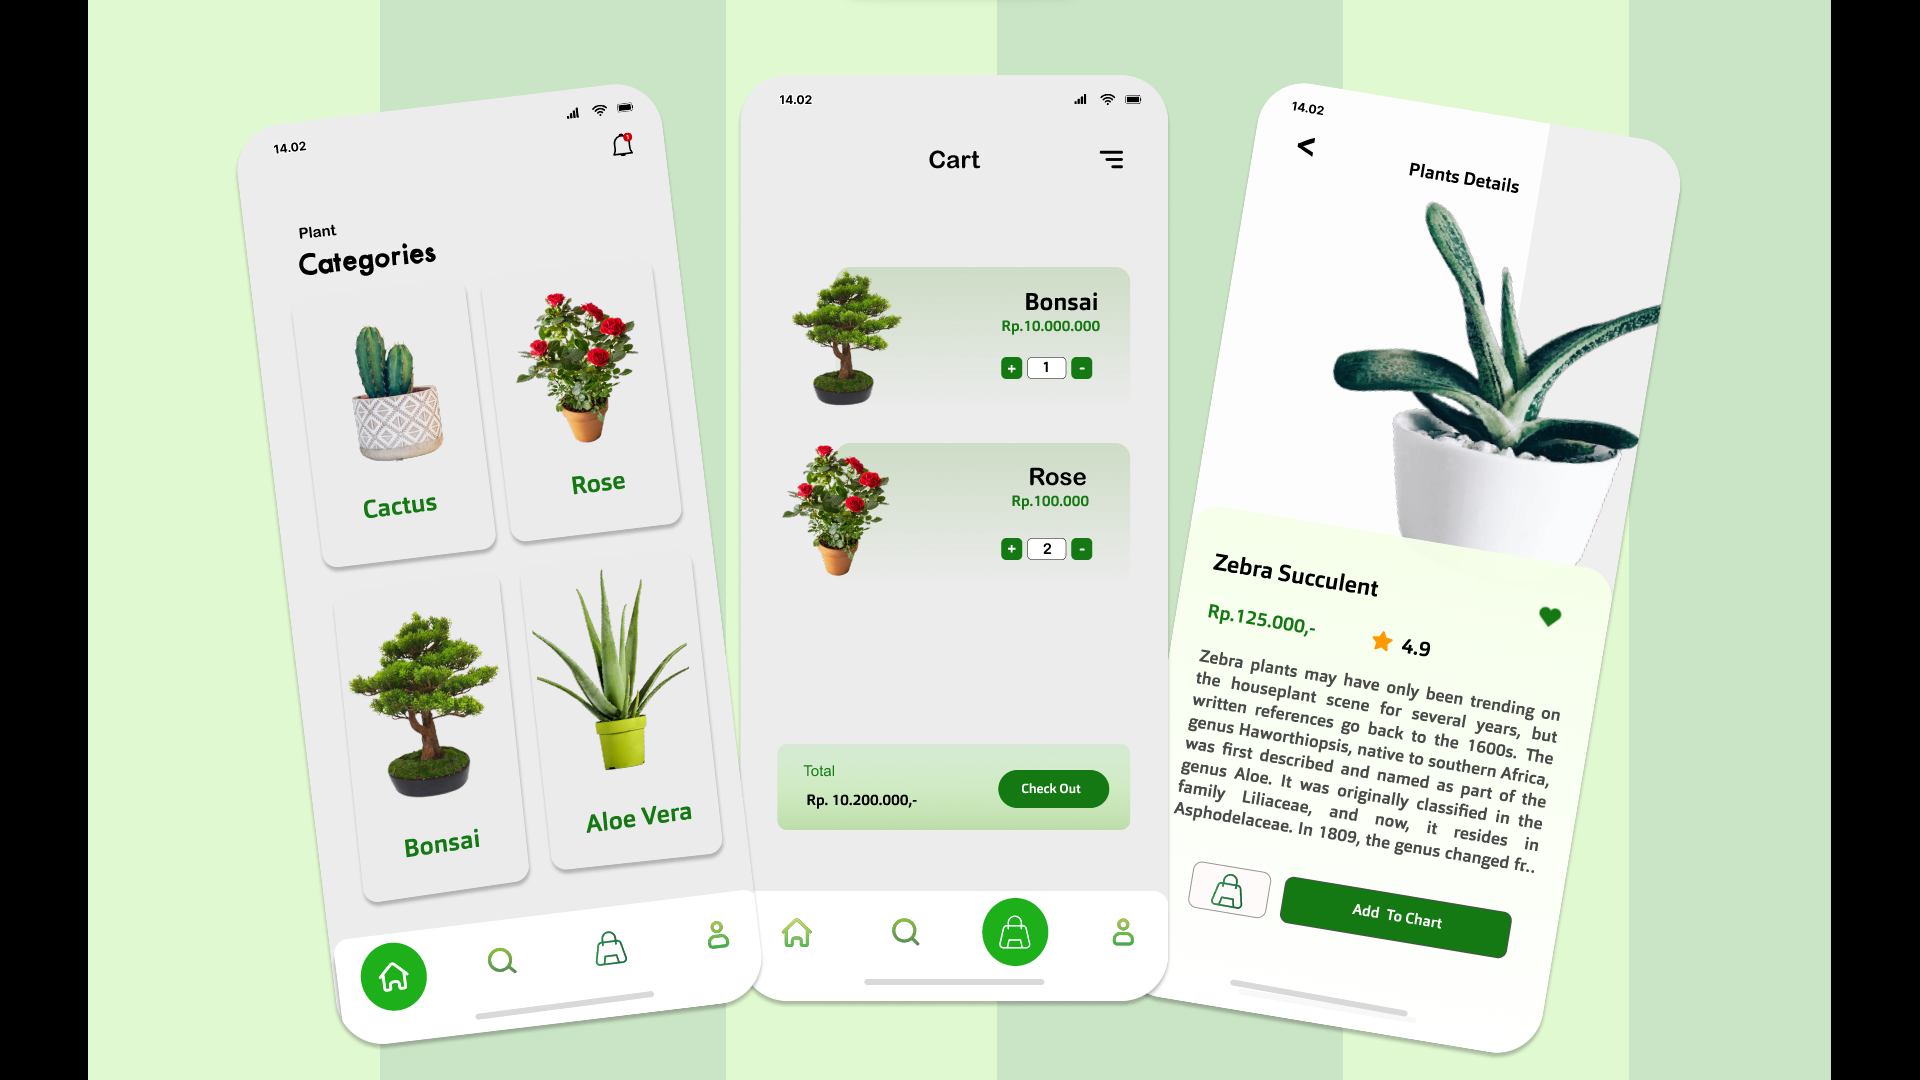 14.02
1
Plant
Categories
Cactus
Rose
Bonsai
Aloe Vera
14.02
Cart
Bonsai
Rp.10.000.000
+ 1 -
Rose
Rp.100.000
+ 2 -
Total
Rp. 10.200.000,-
Check Out
14.02
<
Plants Details
Zebra Succulent
Rp.125.000,-
4.9
Zebra plants may have only been trending on
the houseplant scene for several years, but
written references go back to the 1600s. The
genus Haworthiopsis, native to southern Africa,
was first described and named as part of the
genus Aloe. It was originally classified in the
family Liliaceae, and now, it resides in
Asphodelaceae. In 1809, the genus changed fr..
Add To Chart